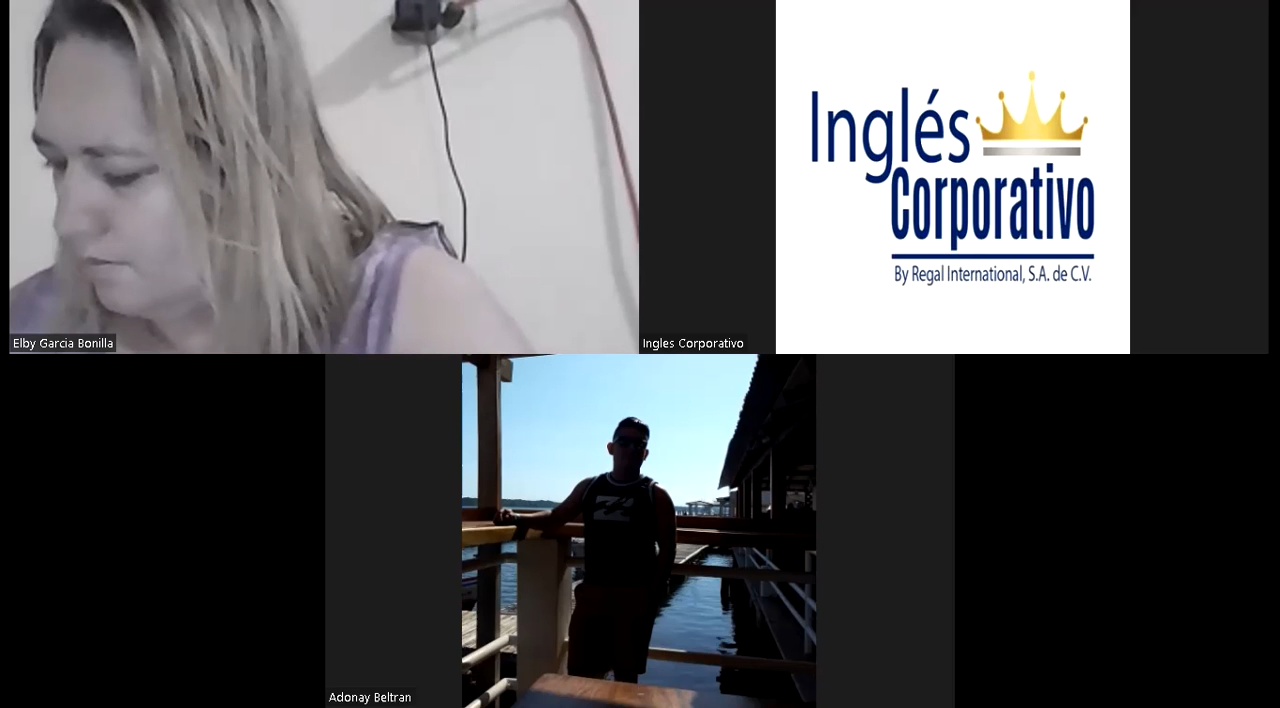 Inglés
Corporativo
By Regal International, S.A. de C.V.
Elby Garcia Bonilla
Ingles Corporativo
Adonay Beltran